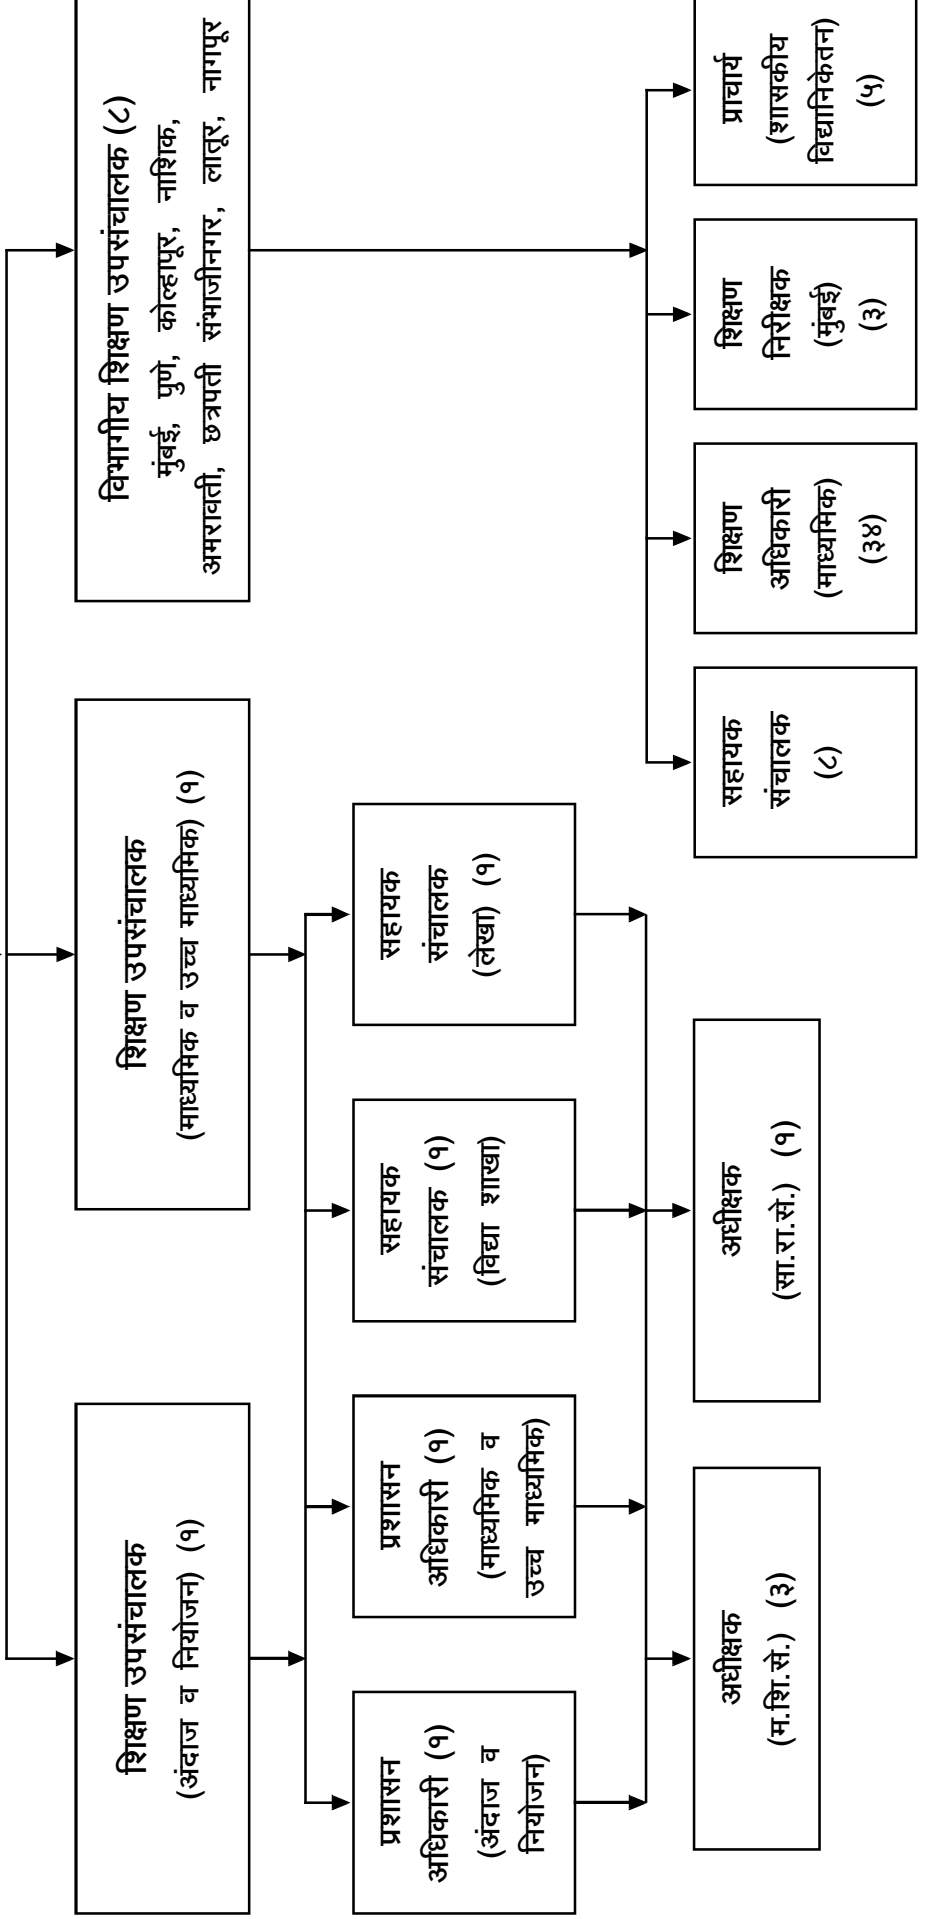 शिक्षण उपसंचालक
(अंदाज व नियोजन) (१)
शिक्षण उपसंचालक
(माध्यमिक व उच्च माध्यमिक) (१)
विभागीय शिक्षण उपसंचालक (८)
मुंबई, पुणे, कोल्हापूर, नाशिक,
अमरावती, छत्रपती संभाजीनगर, लातूर, नागपूर
प्रशासन
अधिकारी (१)
(अंदाज व
नियोजन)
प्रशासन
अधिकारी (१)
(माध्यमिक व
उच्च माध्यमिक)
सहायक
संचालक (१)
(विद्या शाखा)
सहायक
संचालक
(लेखा) (१)
अधीक्षक
(म.शि.से.) (३)
अधीक्षक
(सा.रा.से.) (१)
सहायक
संचालक
(८)
शिक्षण
अधिकारी
(माध्यमिक)
(३४)
शिक्षण
निरीक्षक
(मुंबई)
(३)
प्राचार्य
(शासकीय
विद्यानिकेतन)
(५)